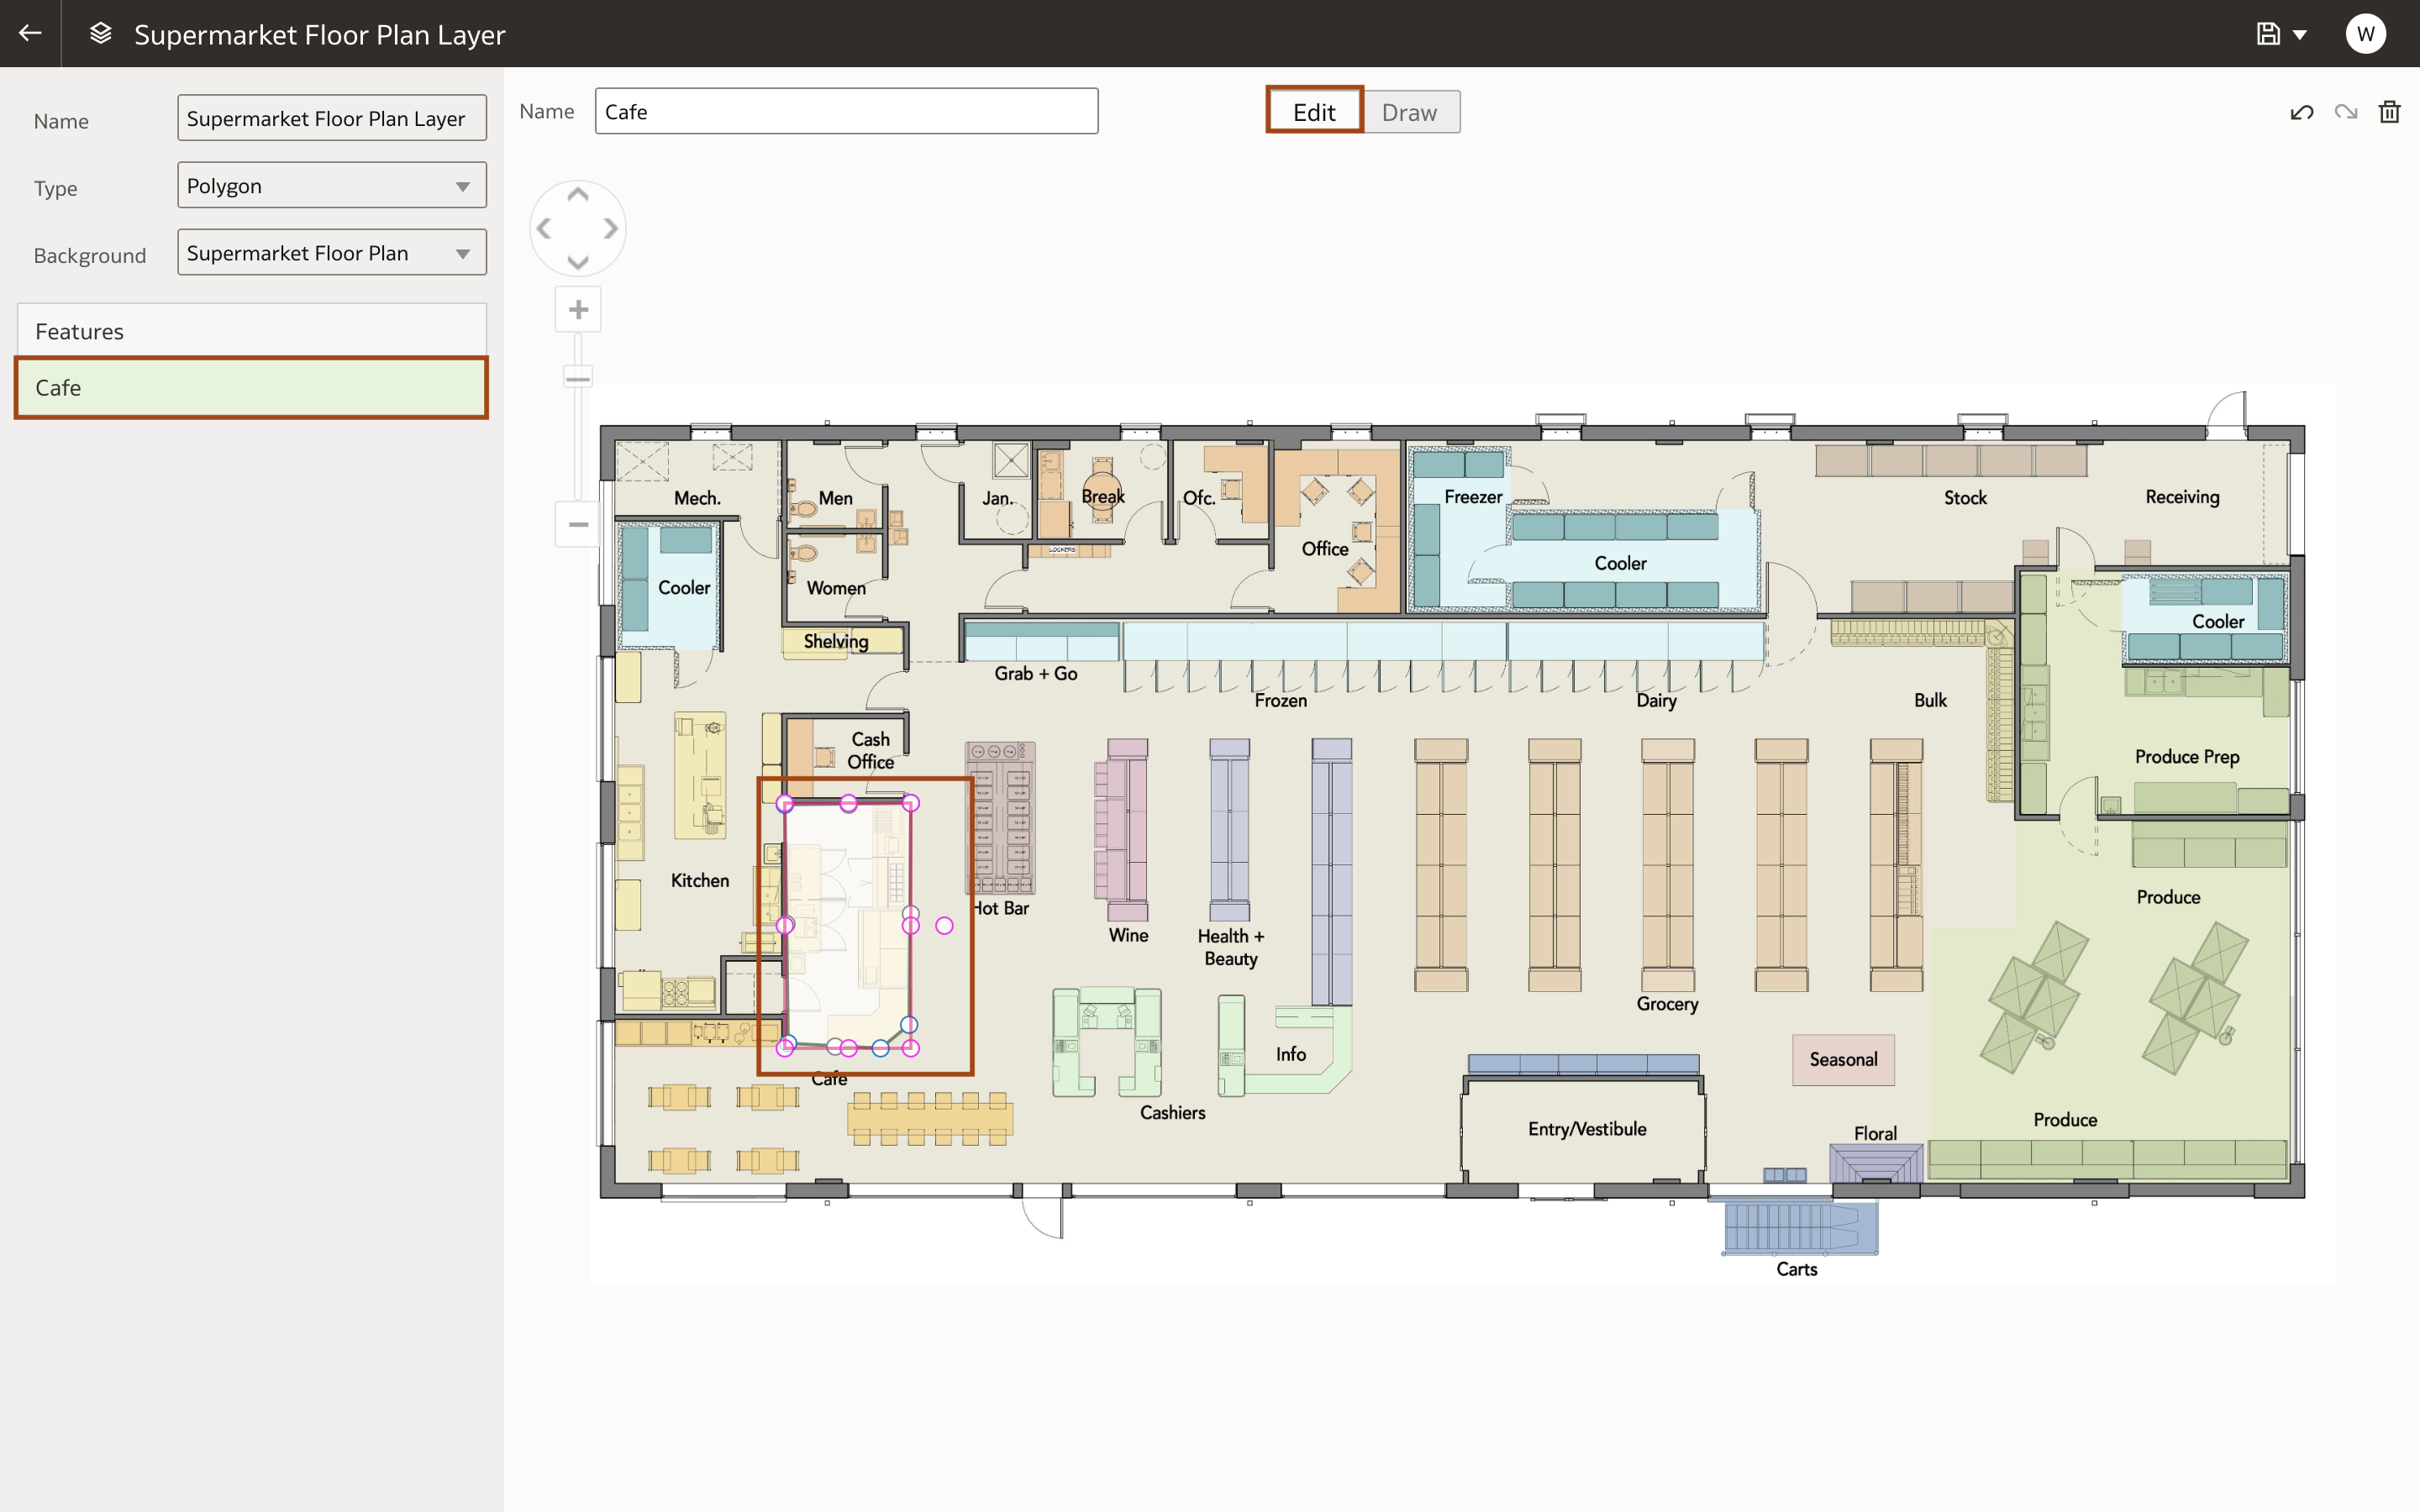 Supermarket Floor Plan Layer
W
Name
Supermarket Floor Plan Layer
Type
Polygon
Background
Supermarket Floor Plan
Features
Cafe
Name
Cafe
Edit
Draw
Mech.
Men
Jan.
Break
Ofc.
Freezer
Stock
Receiving
LOCKERS
Office
Cooler
Cooler
Women
Cooler
Shelving
Grab + Go
Frozen
Dairy
Bulk
Cash
Office
Produce Prep
Kitchen
Hot Bar
Wine
Health +
Beauty
Produce
Grocery
Info
Seasonal
Cafe
Cashiers
Entry/Vestibule
Floral
Produce
Carts